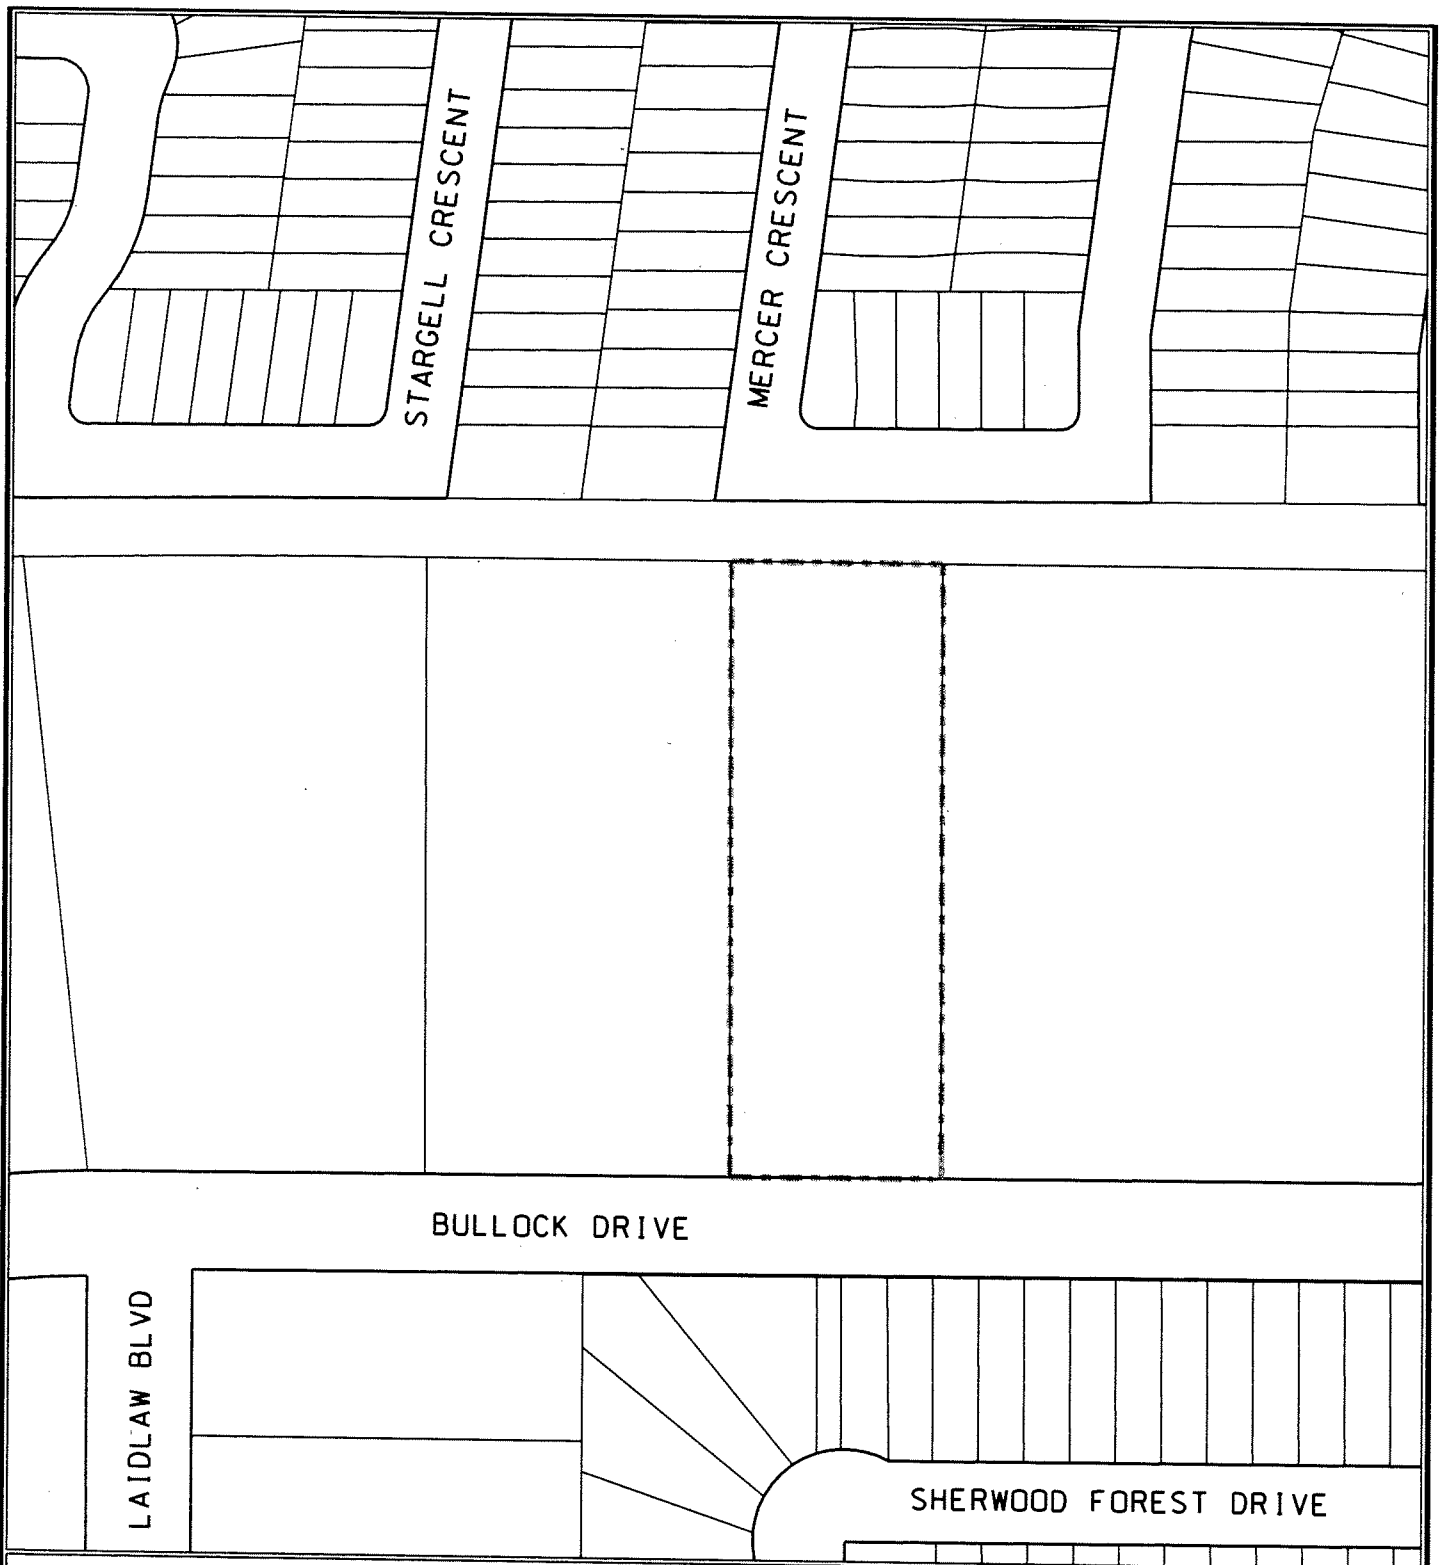 STARGELL CRESCENT
MERCER CRESCENT
BULLOCK DRIVE
LAIDLAW BLVD
SHERWOOD FOREST DRIVE